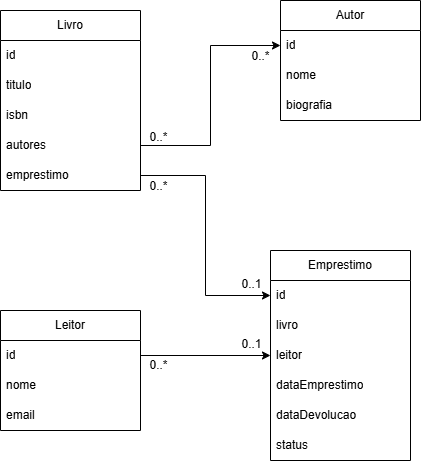 Livro
id
titulo
isbn
autores
emprestimo
0..*
0..*
Autor
id
nome
biografia
0..*
Leitor
id
nome
email
0..*
0..1
0..1
Emprestimo
id
livro
leitor
dataEmprestimo
dataDevolucao
status